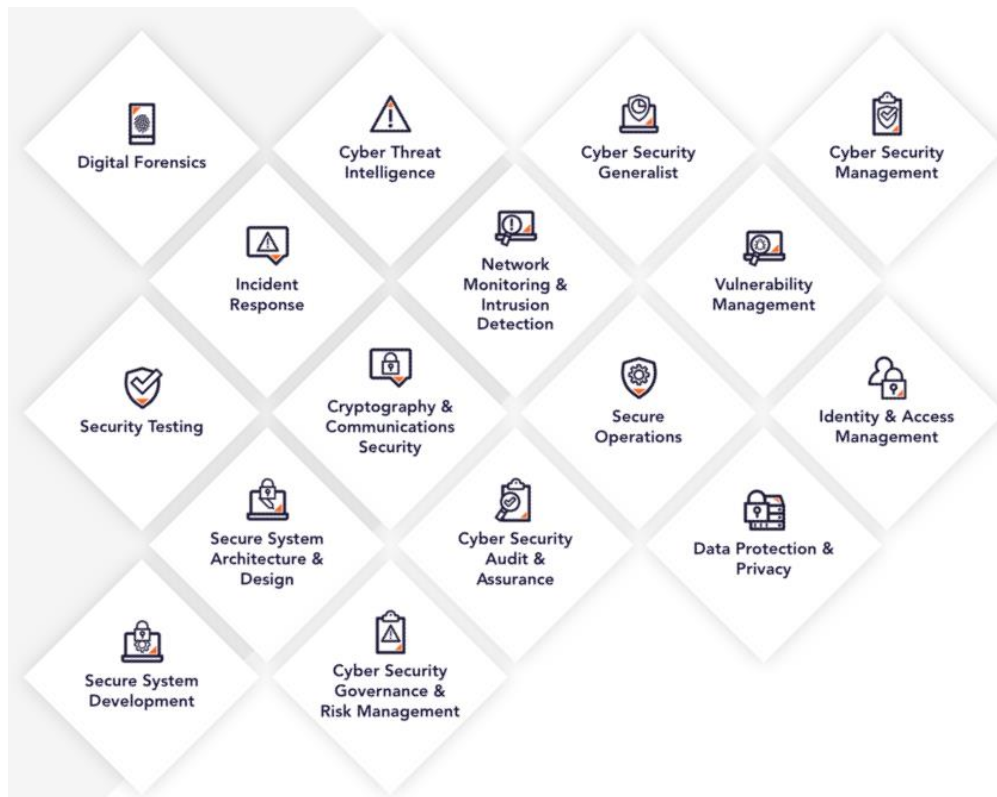 Digital Forensics
Cyber Threat
Intelligence
Cyber Security
Generalist
Cyber Security
Management
Incident
Response
Network
Monitoring &
Intrusion
Detection
Vulnerability
Management
Security Testing
Cryptography &
Communications
Security
Secure
Operations
Identity & Access
Management
Secure System
Architecture &
Design
Cyber Security
Audit &
Assurance
Data Protection &
Privacy
Secure System
Development
Cyber Security
Governance &
Risk Management